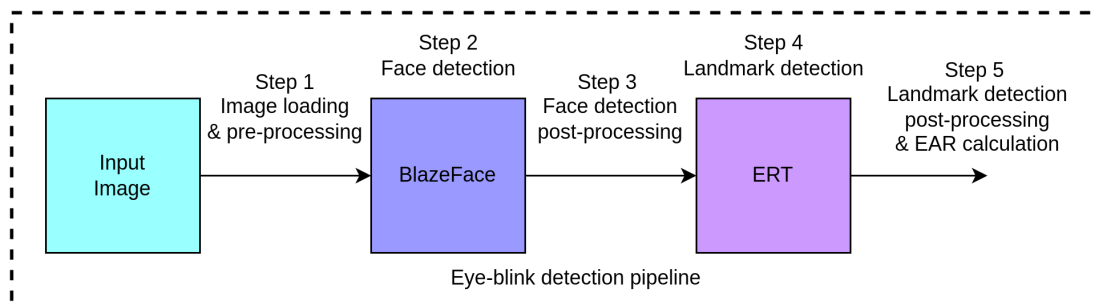 Step 1
Image loading
& pre-processing
Step 2
Face detection
Step 3
Face detection
post-processing
Step 4
Landmark detection
Step 5
Landmark detection
post-processing
& EAR calculation
Input
Image
BlazeFace
ERT
Eye-blink detection pipeline